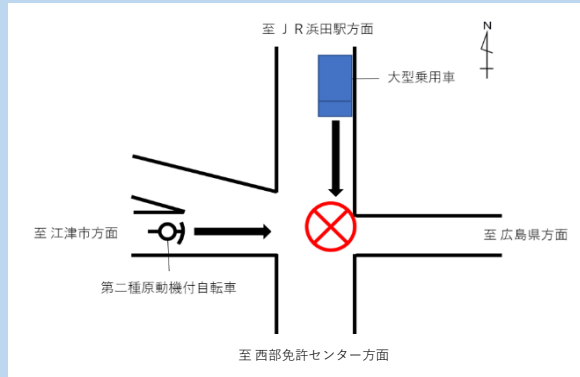 至 ＪＲ浜田駅方面
N
大型乗用車
至 江津市方面
至 広島県方面
第二種原動機付自転車
至 西部免許センター方面